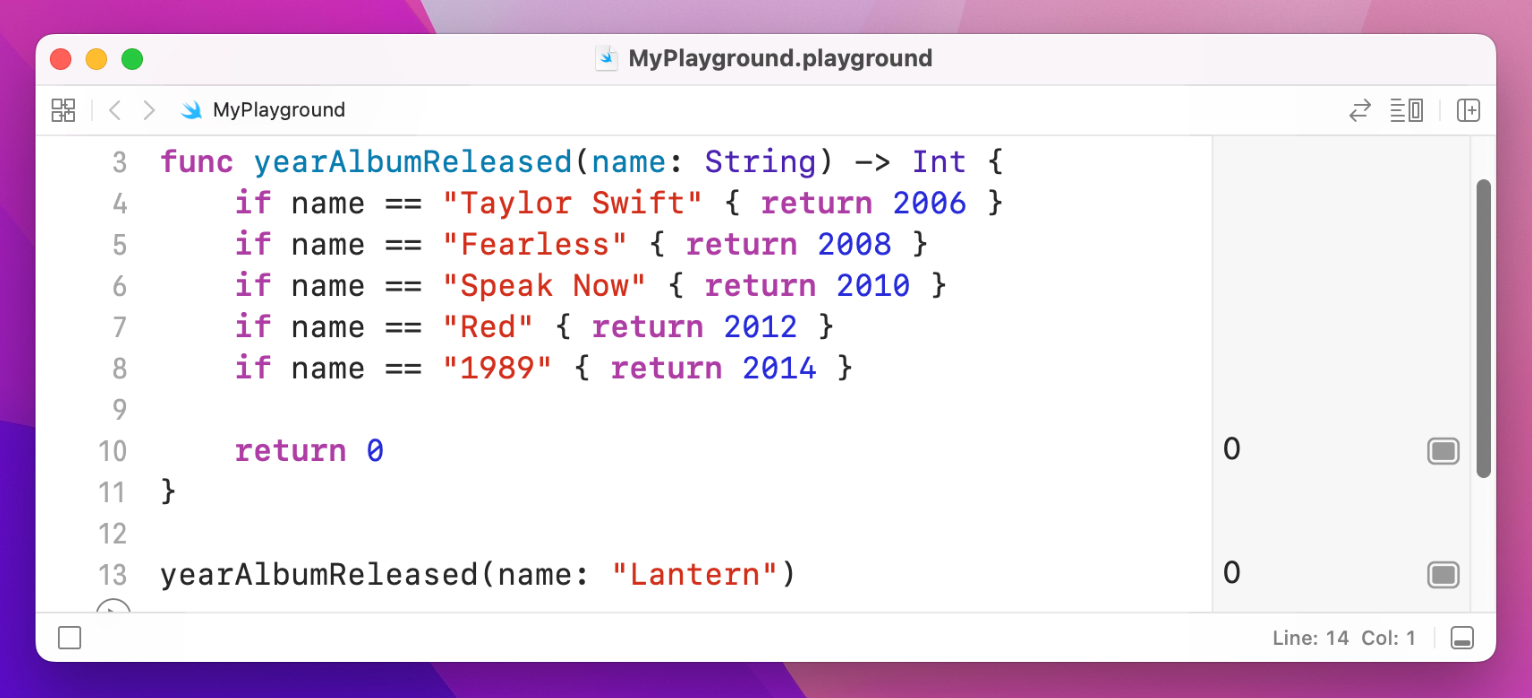 MyPlayground.playground
MyPlayground
3 func yearAlbumReleased(name: String) -> Int {
4     if name == "Taylor Swift" { return 2006 }
5     if name == "Fearless" { return 2008 }
6     if name == "Speak Now" { return 2010 }
7     if name == "Red" { return 2012 }
8     if name == "1989" { return 2014 }
9
10     return 0 0
11 }
12
13 yearAlbumReleased(name: "Lantern") 0
Line: 14 Col: 1